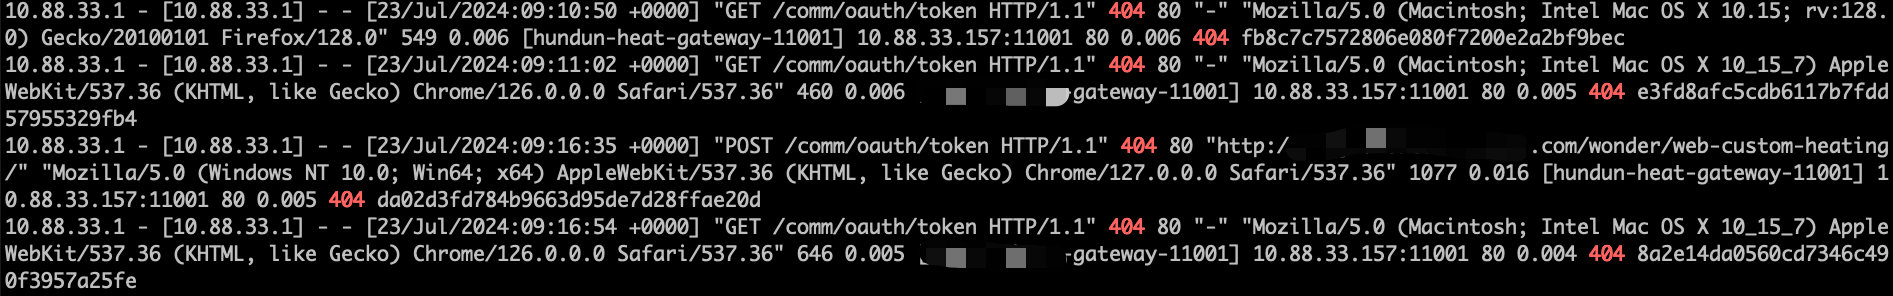 10.88.33.1 - [10.88.33.1] - - [23/Jul/2024:09:10:50 +0000] "GET /comm/oauth/token HTTP/1.1" 404 80 "-" "Mozilla/5.0 (Macintosh; Intel Mac OS X 10.15; rv:128.
0) Gecko/20100101 Firefox/128.0" 549 0.006 [hundun-heat-gateway-11001] 10.88.33.157:11001 80 0.006 404 fb8c7c7572806e080f7200e2a2bf9bec
10.88.33.1 - [10.88.33.1] - - [23/Jul/2024:09:11:02 +0000] "GET /comm/oauth/token HTTP/1.1" 404 80 "-" "Mozilla/5.0 (Macintosh; Intel Mac OS X 10_15_7) Apple
WebKit/537.36 (KHTML, like Gecko) Chrome/126.0.0.0 Safari/537.36" 460 0.006 -gateway-11001] 10.88.33.157:11001 80 0.005 404 e3fd8afc5cdb6117b7fdd
57955329fb4
10.88.33.1 - [10.88.33.1] - - [23/Jul/2024:09:16:35 +0000] "POST /comm/oauth/token HTTP/1.1" 404 80 "http:/ .com/wonder/web-custom-heating
/" "Mozilla/5.0 (Windows NT 10.0; Win64; x64) AppleWebKit/537.36 (KHTML, like Gecko) Chrome/127.0.0.0 Safari/537.36" 1077 0.016 [hundun-heat-gateway-11001] 1
0.88.33.157:11001 80 0.005 404 da02d3fd784b9663d95de7d28ffae20d
10.88.33.1 - [10.88.33.1] - - [23/Jul/2024:09:16:54 +0000] "GET /comm/oauth/token HTTP/1.1" 404 80 "-" "Mozilla/5.0 (Macintosh; Intel Mac OS X 10_15_7) Apple
WebKit/537.36 (KHTML, like Gecko) Chrome/126.0.0.0 Safari/537.36" 646 0.005 -gateway-11001] 10.88.33.157:11001 80 0.004 404 8a2e14da0560cd7346c49
0f3957a25fe